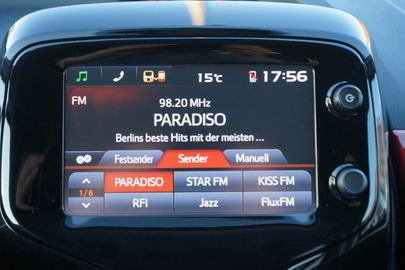 15°C 17:56
FM
98.20 MHz
PARADISO
Berlins beste Hits mit der meisten ...
Festsender Sender Manuell
PARADISO STAR FM KISS FM
1/6
RFI Jazz FluxFM